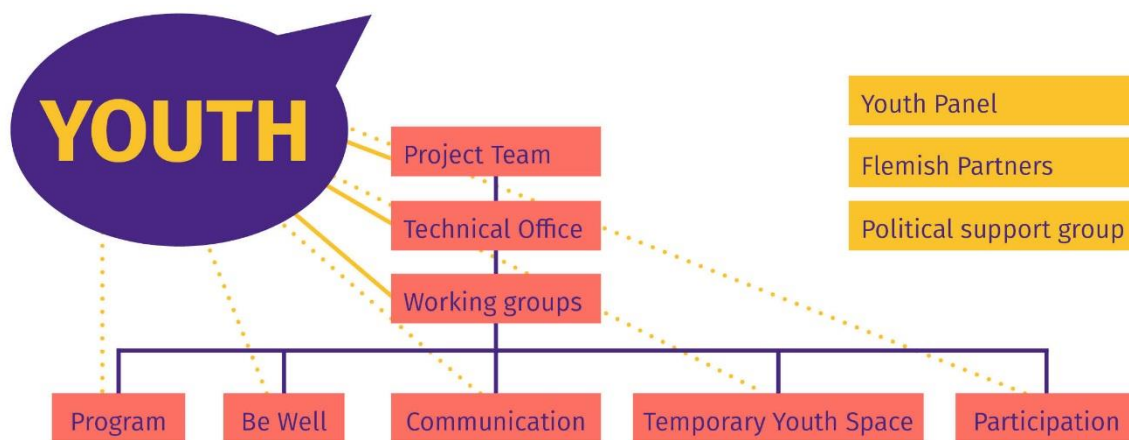 YOUTH
Project Team
Technical Office
Working groups
Youth Panel
Flemish Partners
Political support group
Program
Be Well
Communication
Temporary Youth Space
Participation